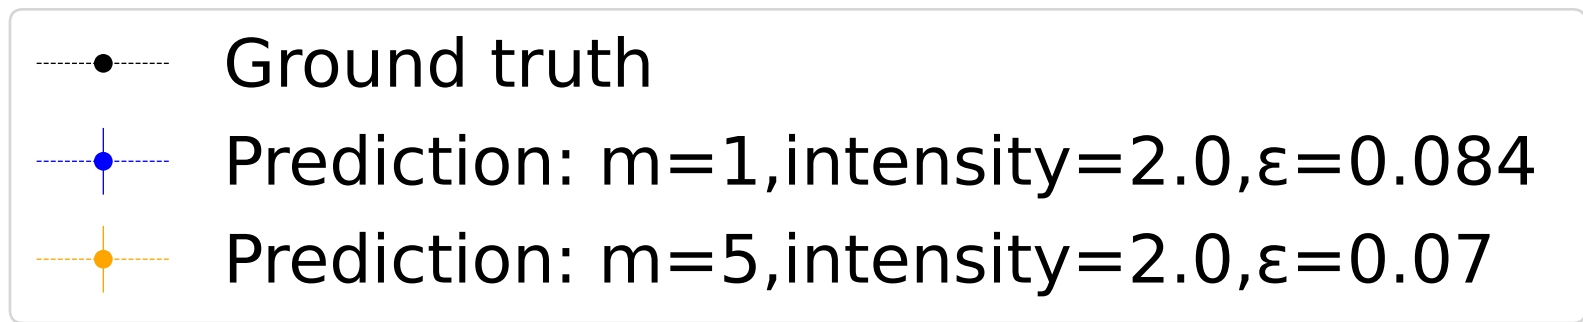 Ground truth
Prediction: m=1,intensity=2.0,ε=0.084
Prediction: m=5,intensity=2.0,ε=0.07